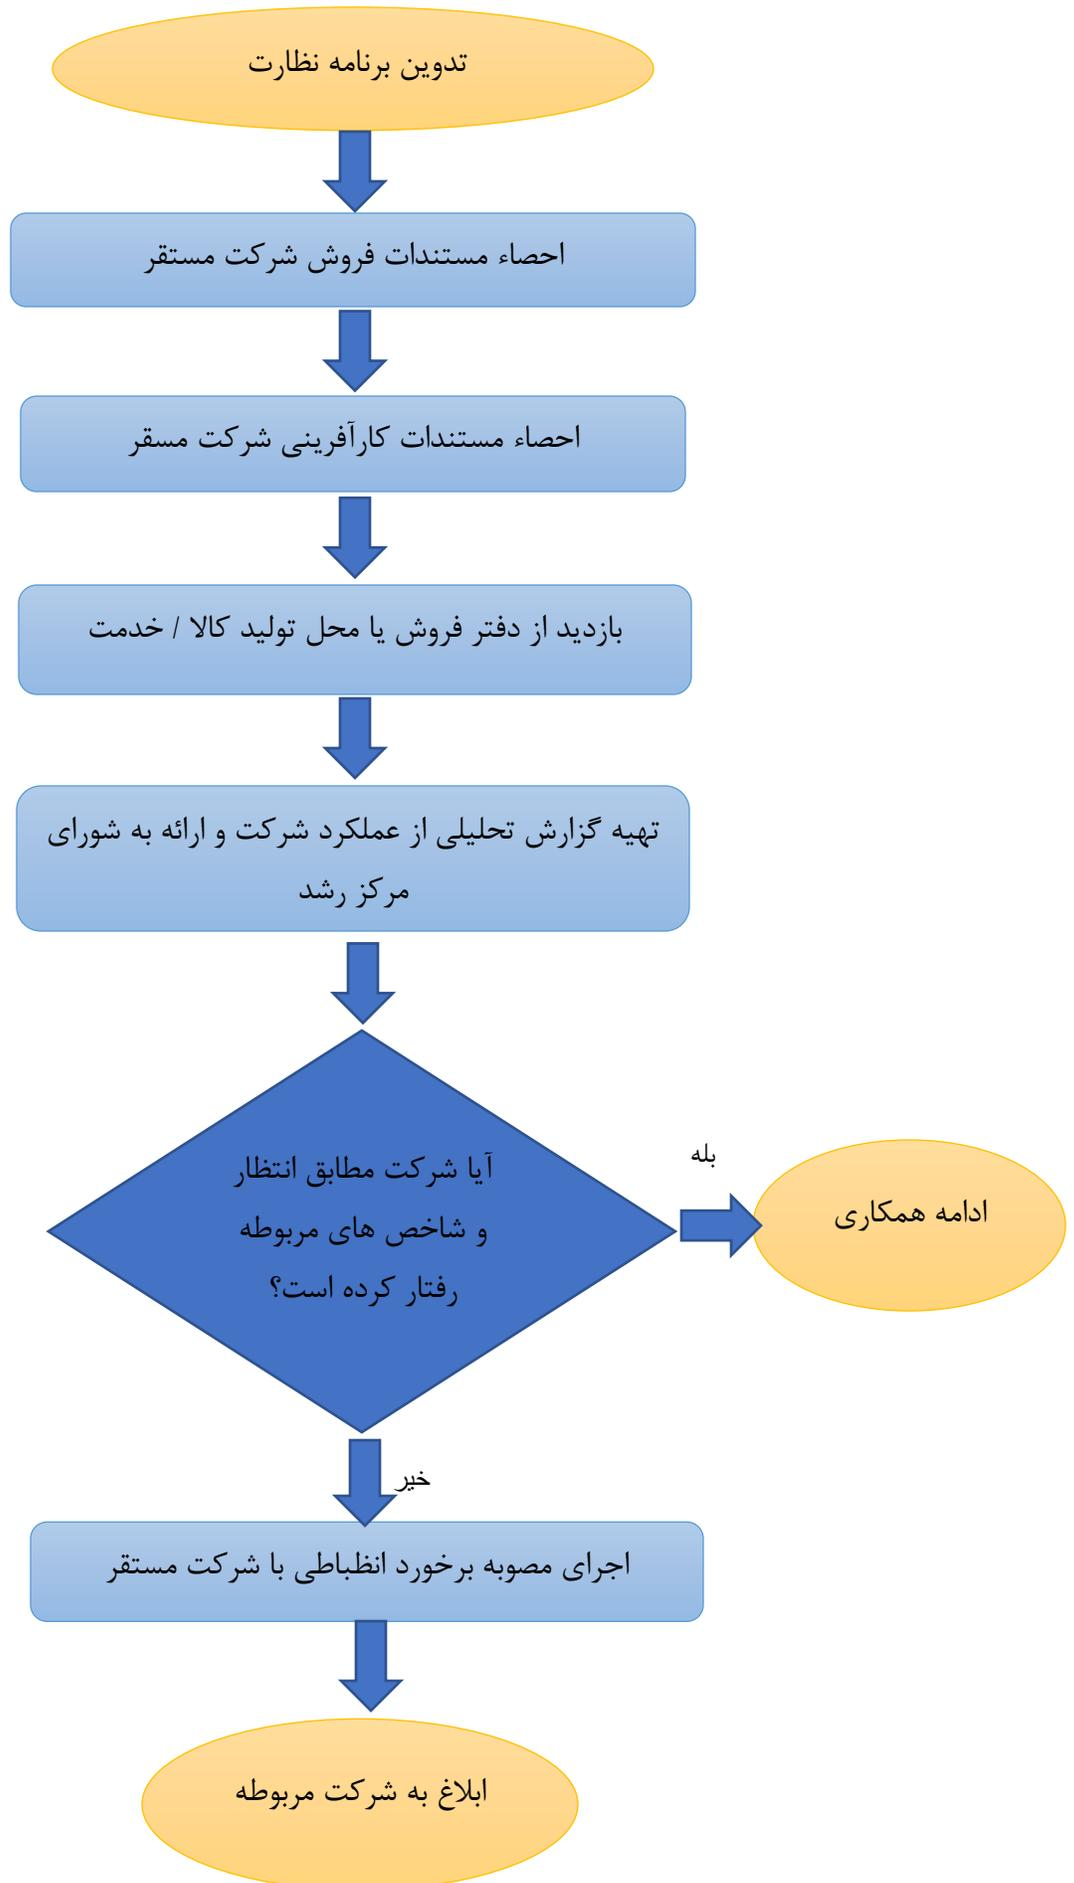 تدوین برنامه نظارت
احصاء مستندات فروش شرکت مستقر
احصاء مستندات کارآفرینی شرکت مسقر
بازدید از دفتر فروش یا محل تولید کالا / خدمت
تهیه گزارش تحلیلی از عملکرد شرکت و ارائه به شورای
مرکز رشد
آیا شرکت مطابق انتظار
و شاخص های مربوطه
رفتار کرده است؟
بله
ادامه همکاری
خیر
اجرای مصوبه برخورد انظباطی با شرکت مستقر
ابلاغ به شرکت مربوطه